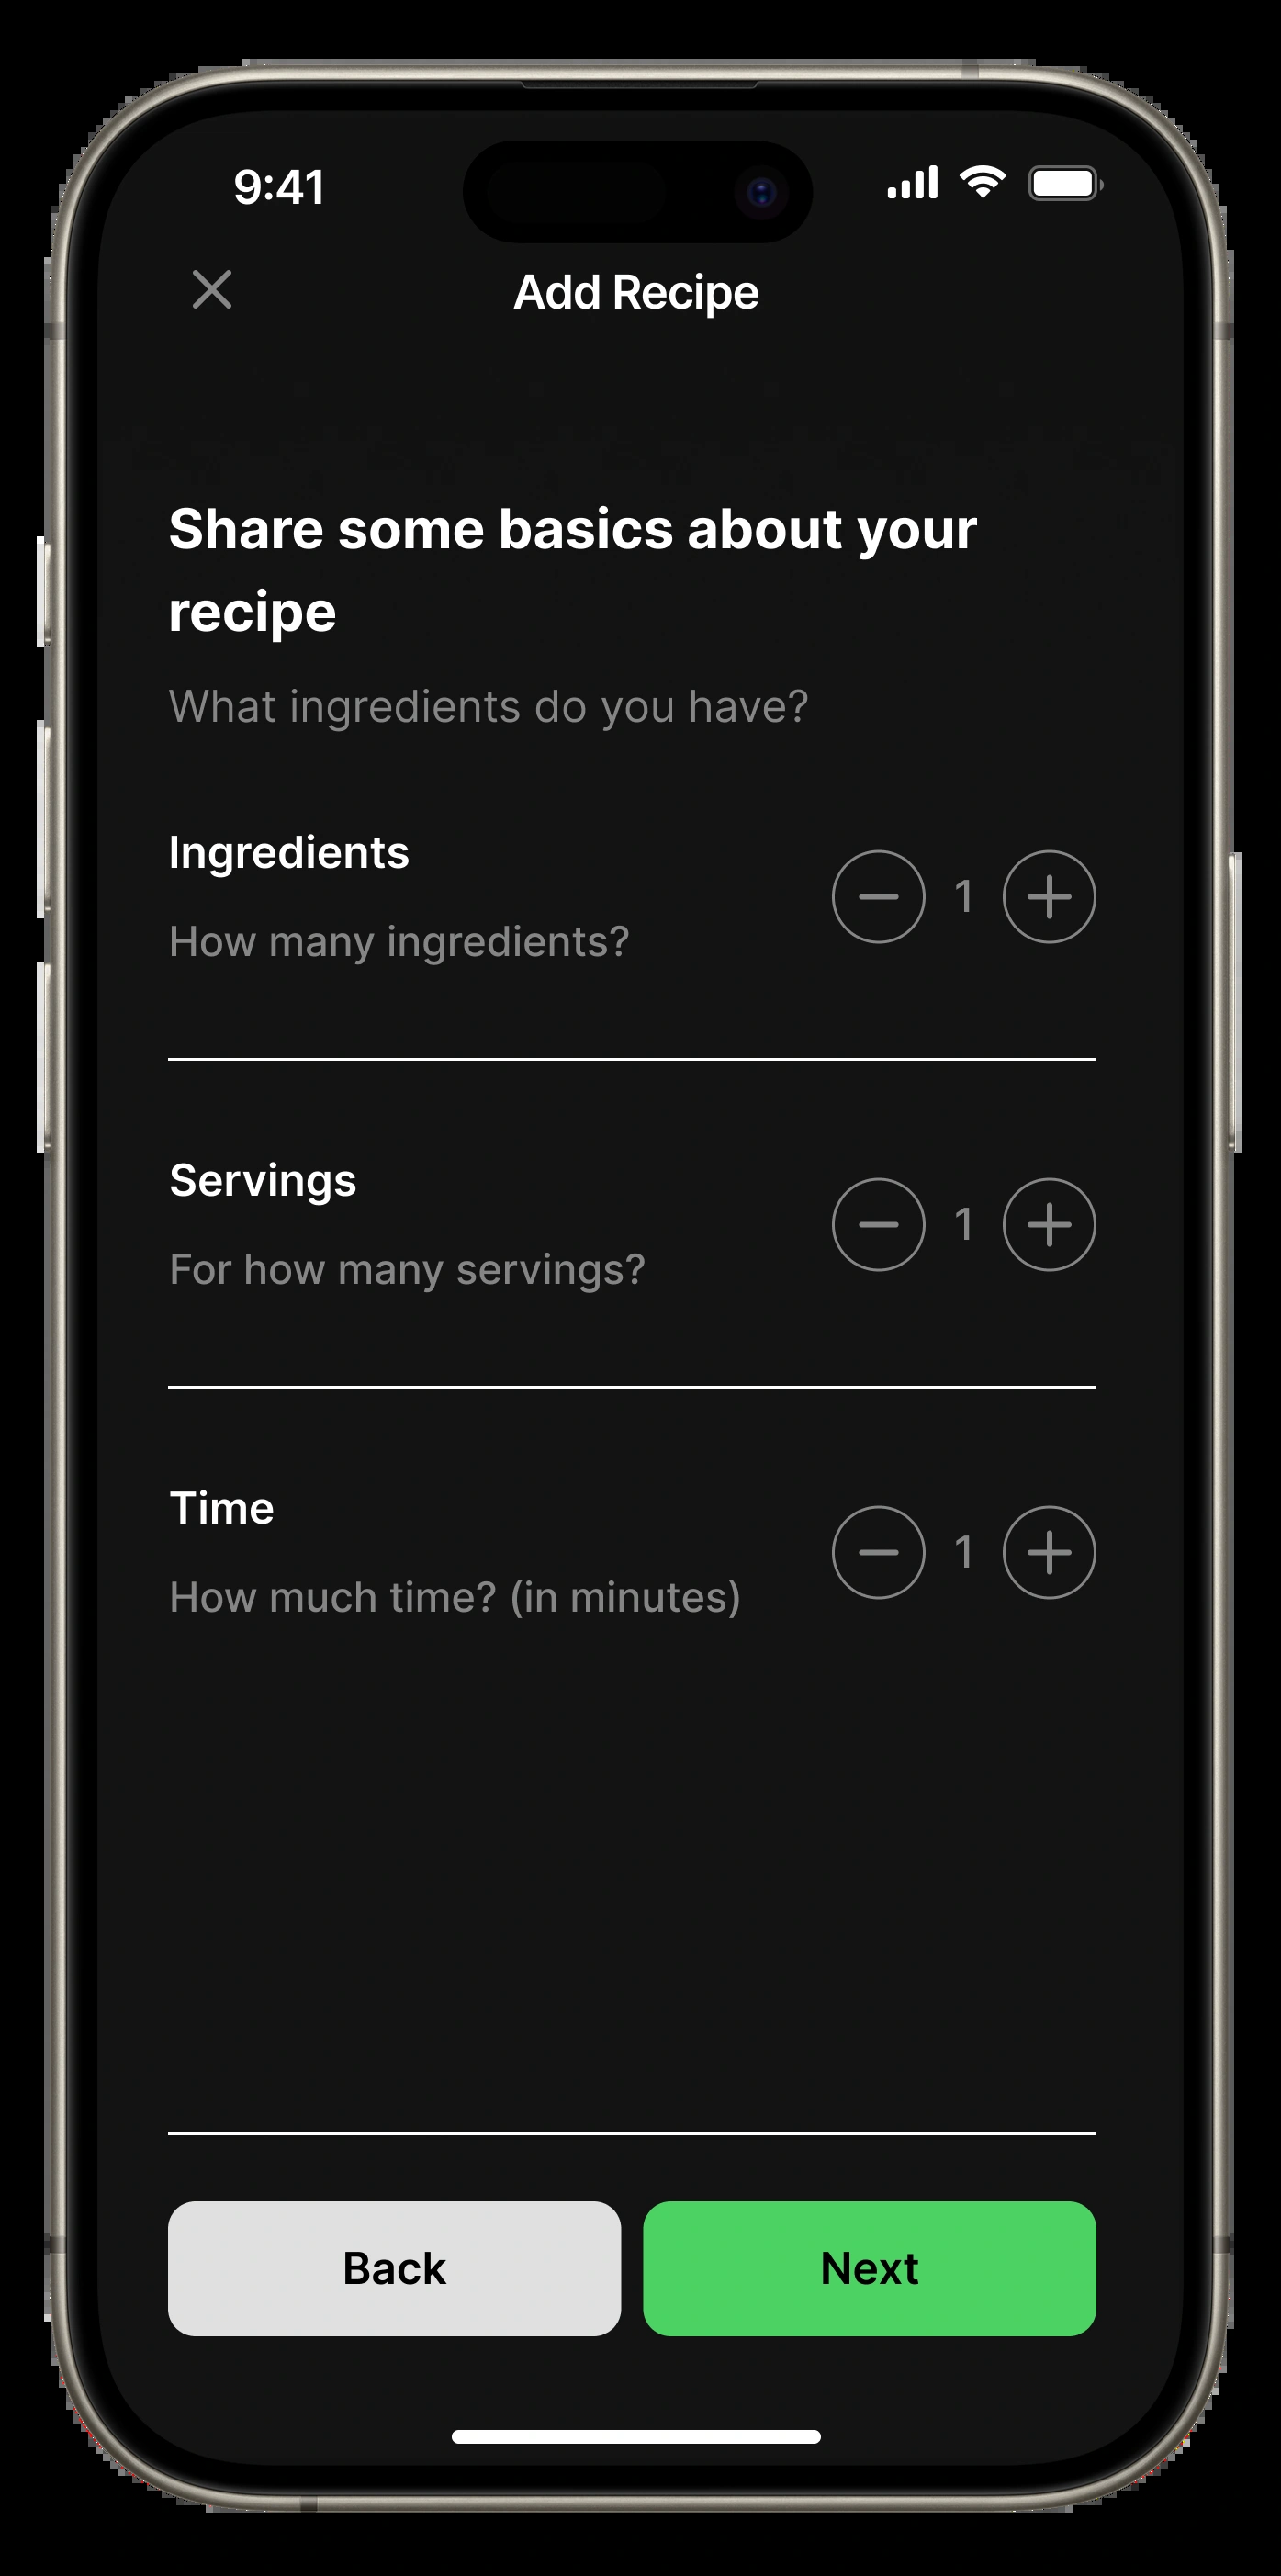 9:41
Add Recipe
Share some basics about your
recipe
What ingredients do you have?
Ingredients
How many ingredients?
1
Servings
For how many servings?
1
Time
How much time? (in minutes)
1
Back
Next